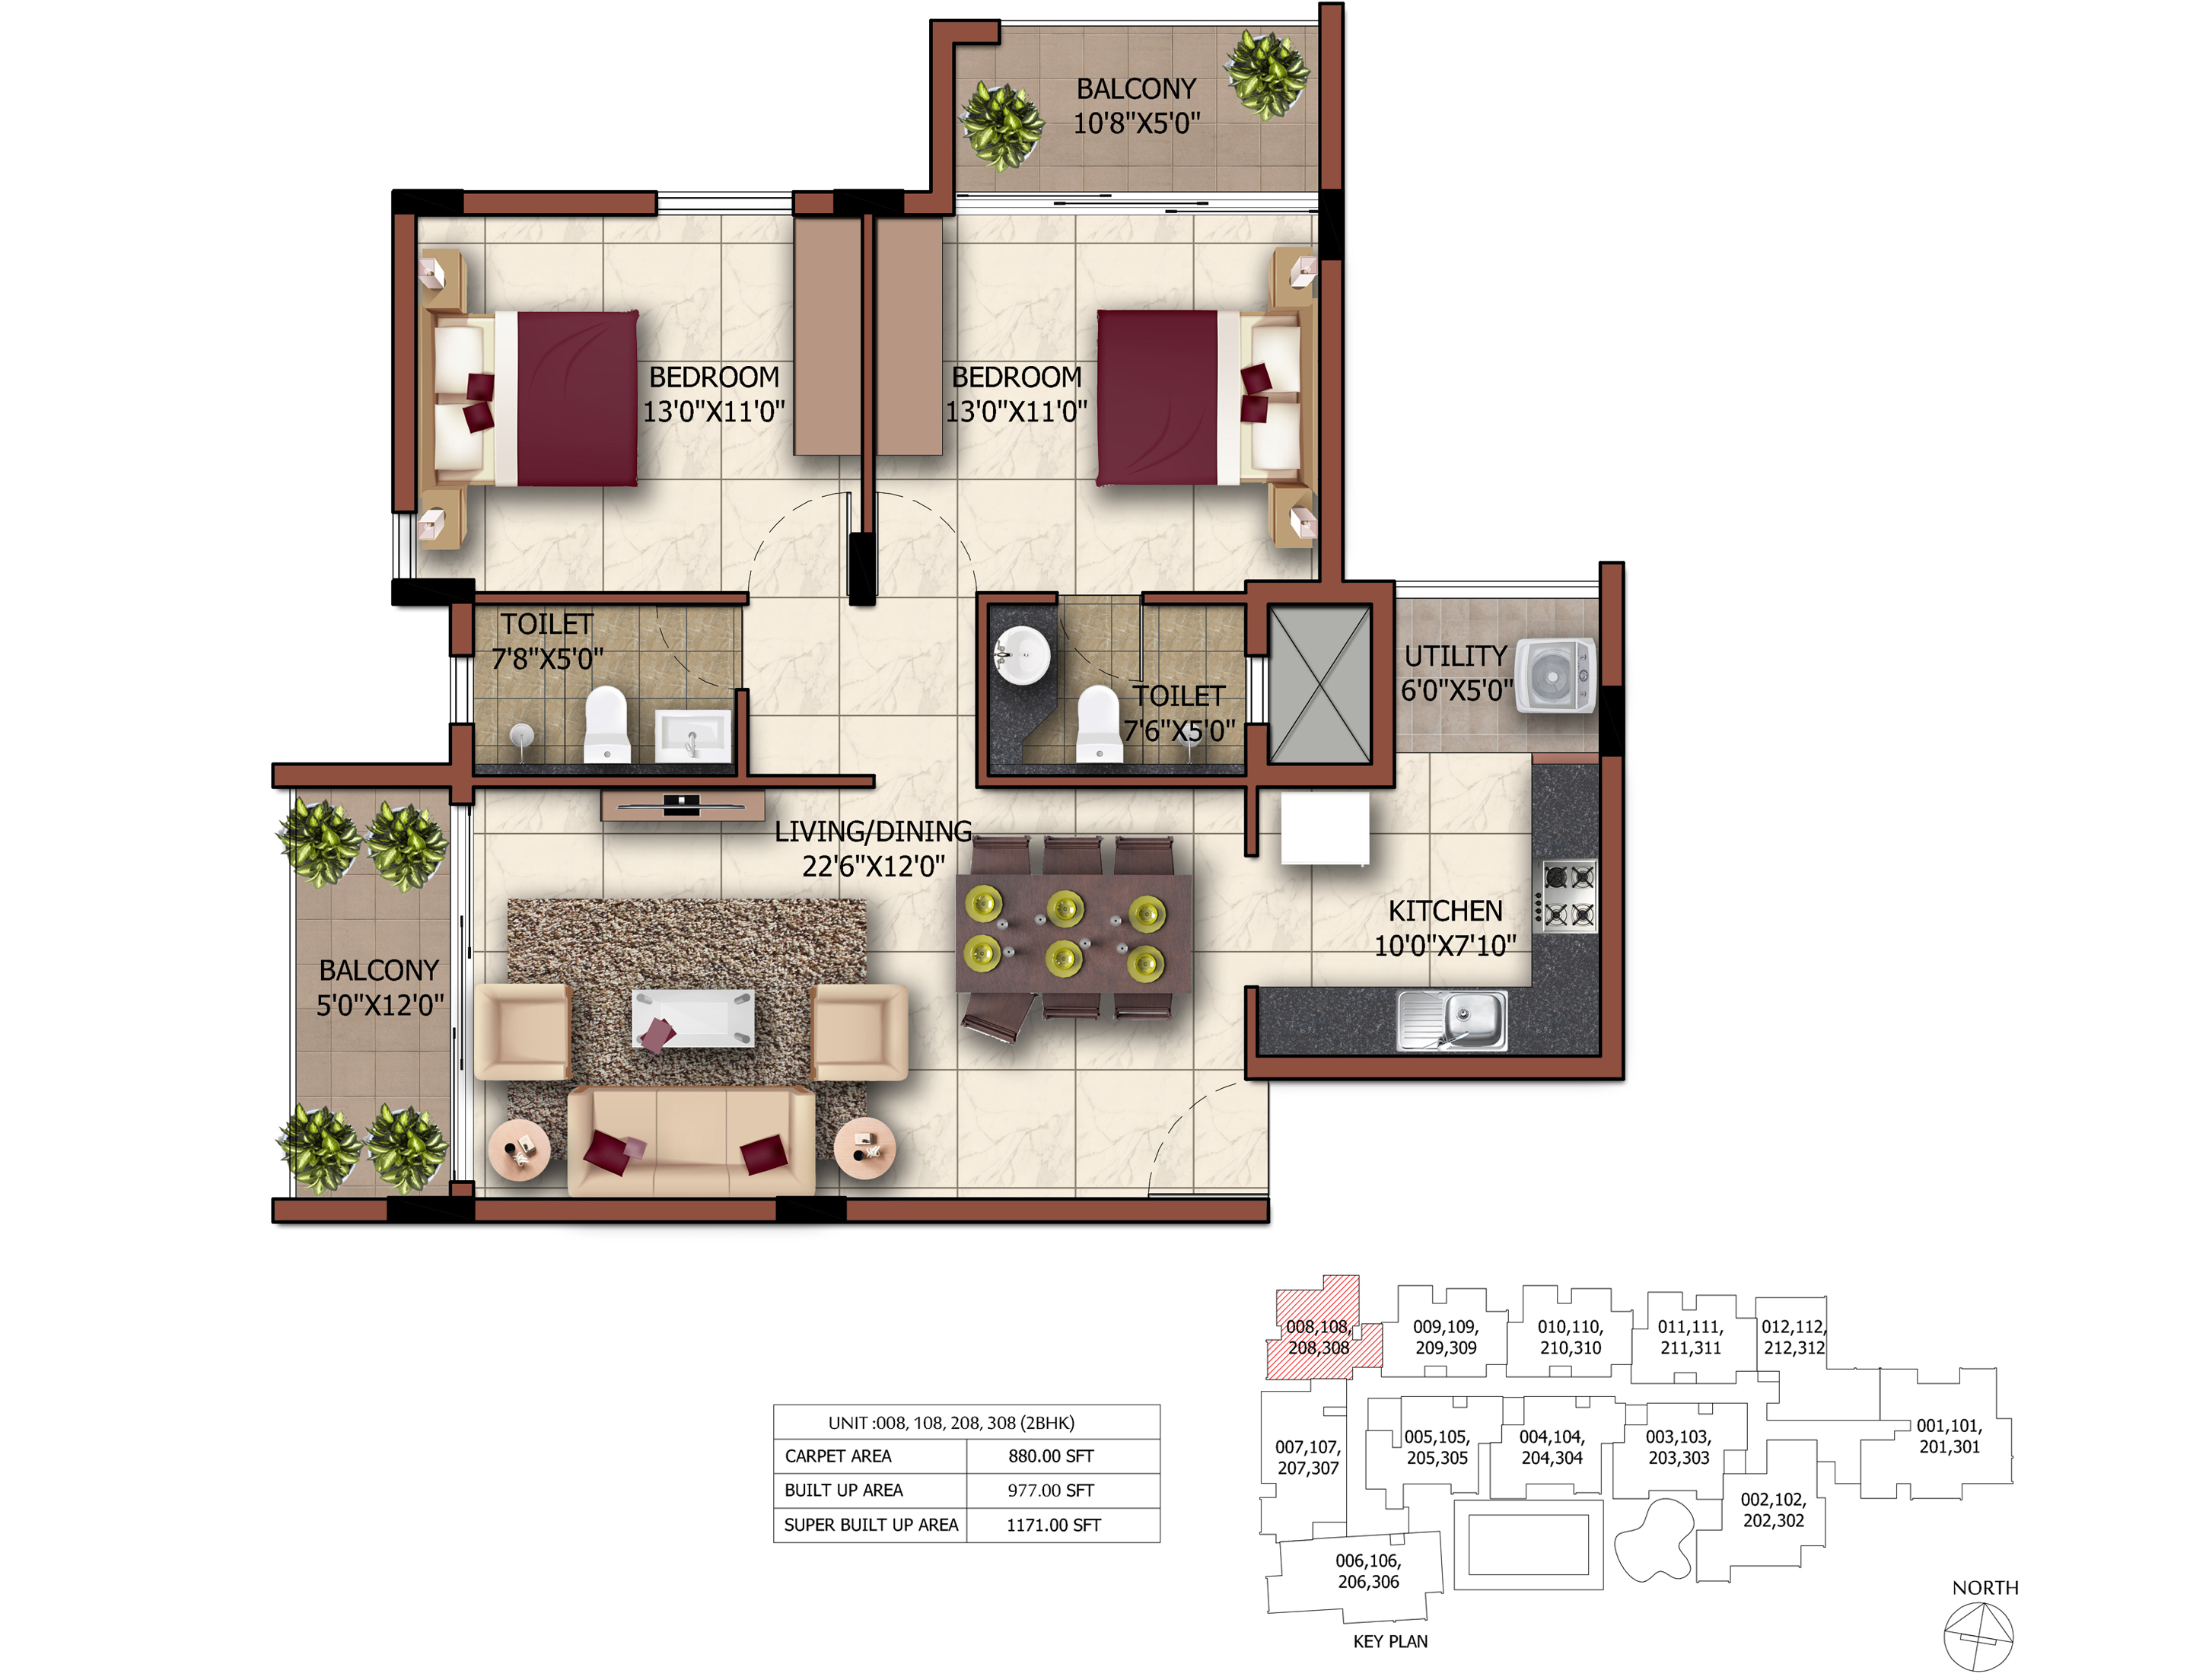 BALCONY
10'8"X5'0"
BEDROOM
13'0"X11'0"
BEDROOM
13'0"X11'0"
TOILET
7'8"X5'0"
TOILET
7'6"X5'0"
UTILITY
6'0"X5'0"
LIVING/DINING
22'6"X12'0"
KITCHEN
10'0"X7'10"
BALCONY
5'0"X12'0"
UNIT :008, 108, 208, 308 (2BHK)
CARPET AREA 880.00 SFT
BUILT UP AREA 977.00 SFT
SUPER BUILT UP AREA 1171.00 SFT
008,108,
208,308
009,109,
209,309
010,110,
210,310
011,111,
211,311
012,112,
212,312
007,107,
207,307
005,105,
205,305
004,104,
204,304
003,103,
203,303
001,101,
201,301
002,102,
202,302
006,106,
206,306
KEY PLAN
NORTH